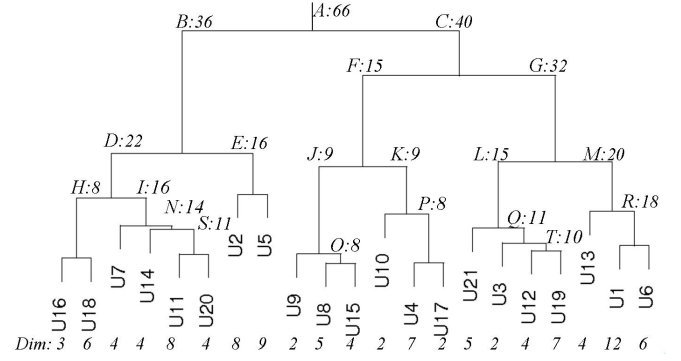 A:66
B:36 C:40
F:15 G:32
D:22 E:16 J:9 K:9 L:15 M:20
H:8 I:16 N:14 S:11 P:8 Q:11 T:10 R:18 O:8
U16 U18 U7 U14 U11 U20 U2 U5 U9 U8 U15 U10 U4 U17 U21 U3 U12 U19 U13 U1 U6
Dim: 3 6 4 4 8 4 8 9 2 5 4 2 4 7 2 5 2 4 7 4 12 6